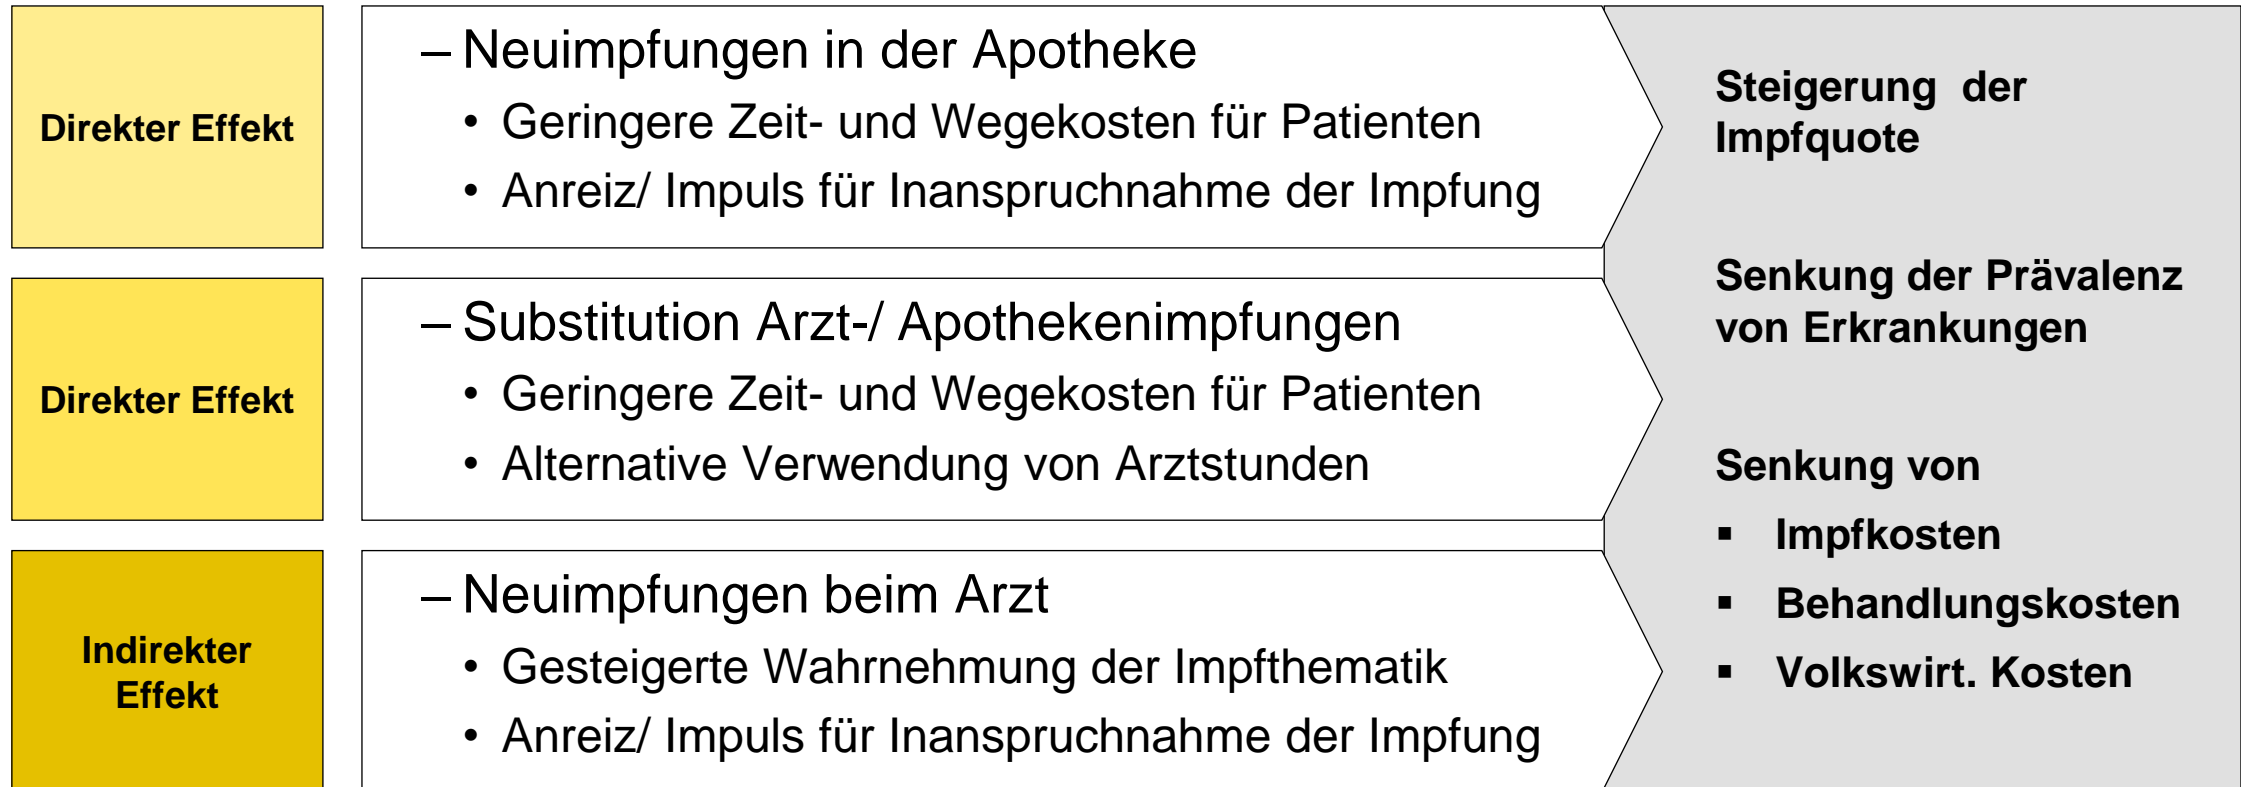 Direkter Effekt
– Neuimpfungen in der Apotheke
• Geringere Zeit- und Wegekosten für Patienten
• Anreiz/ Impuls für Inanspruchnahme der Impfung
Direkter Effekt
– Substitution Arzt-/ Apothekenimpfungen
• Geringere Zeit- und Wegekosten für Patienten
• Alternative Verwendung von Arztstunden
Indirekter
Effekt
– Neuimpfungen beim Arzt
• Gesteigerte Wahrnehmung der Impfthematik
• Anreiz/ Impuls für Inanspruchnahme der Impfung
Steigerung der
Impfquote
Senkung der Prävalenz
von Erkrankungen
Senkung von
▪ Impfkosten
▪ Behandlungskosten
▪ Volkswirt. Kosten